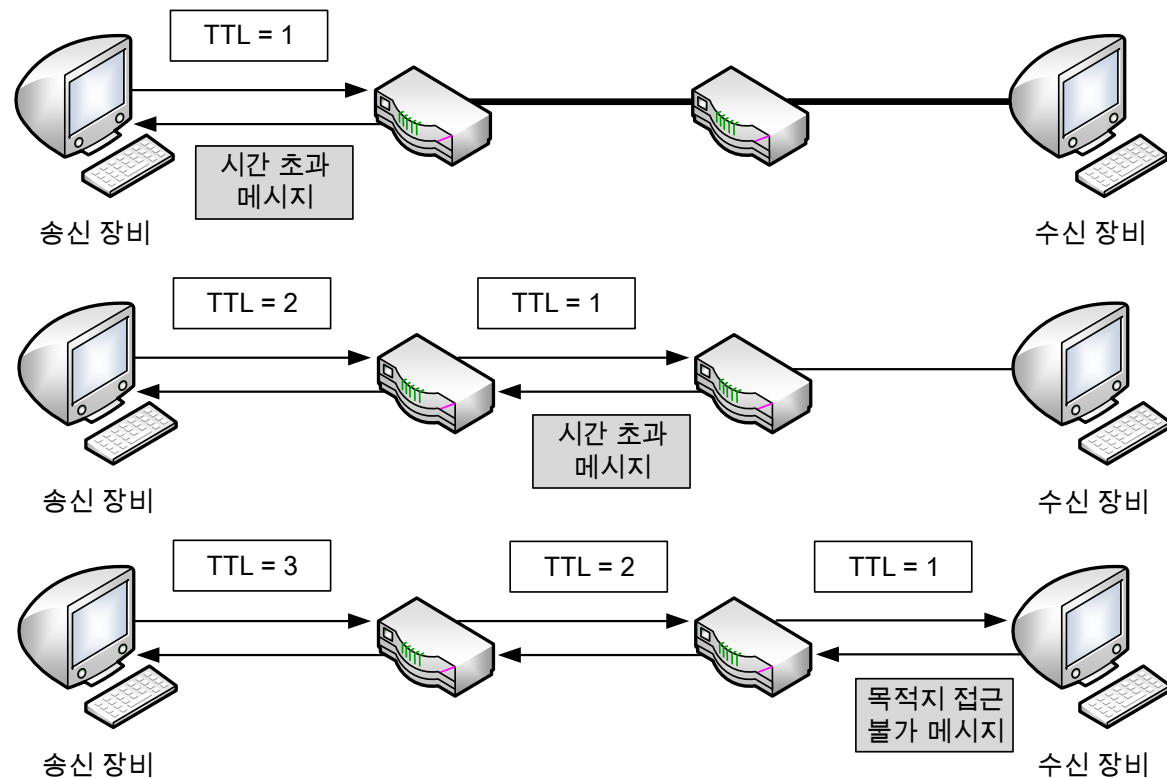 TTL = 1
시간 초과
메시지
송신 장비
수신 장비
TTL = 2
TTL = 1
시간 초과
메시지
송신 장비
수신 장비
TTL = 3
TTL = 2
TTL = 1
목적지 접근
불가 메시지
송신 장비
수신 장비